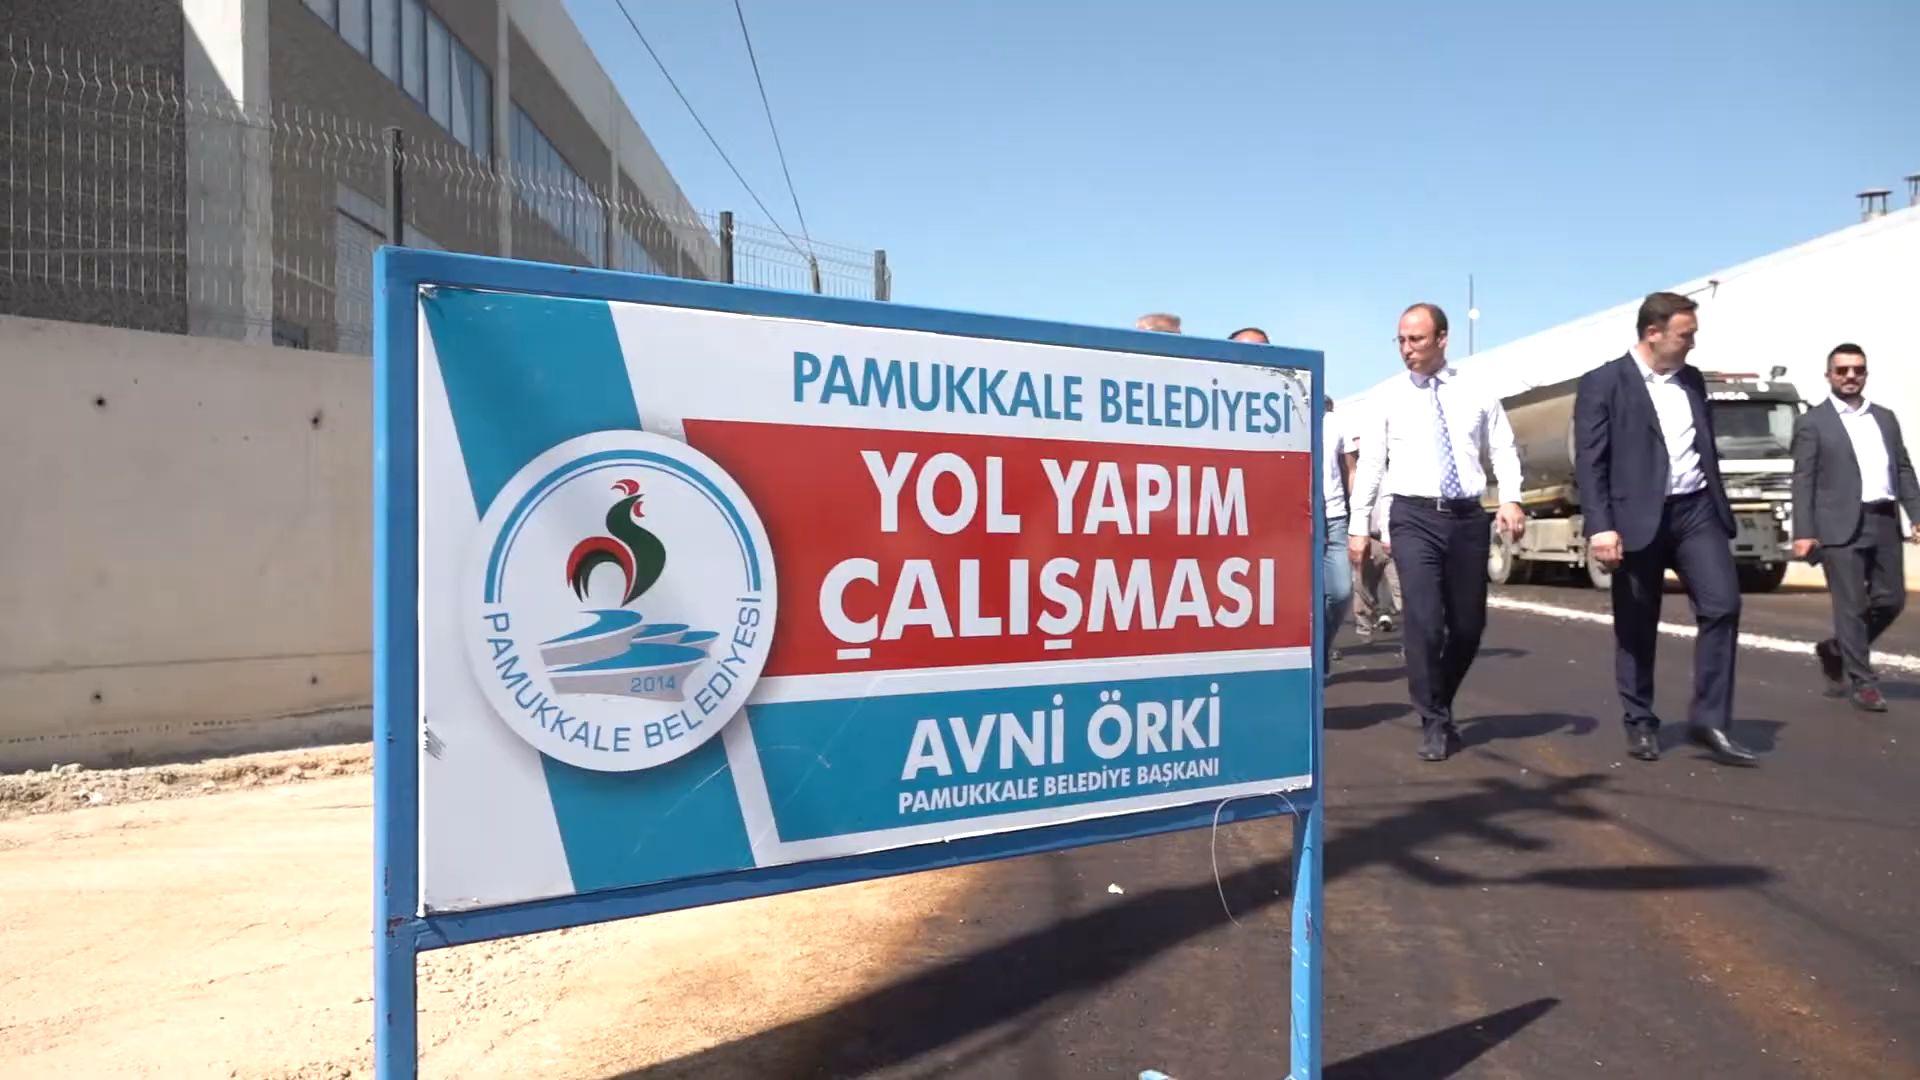 PAMUKKALE BELEDİYESİ
YOL YAPIM
ÇALIŞMASI
AVNİ ÖRKİ
PAMUKKALE BELEDİYE BAŞKANI
2014
PAMUKKALE BELEDİYESİ